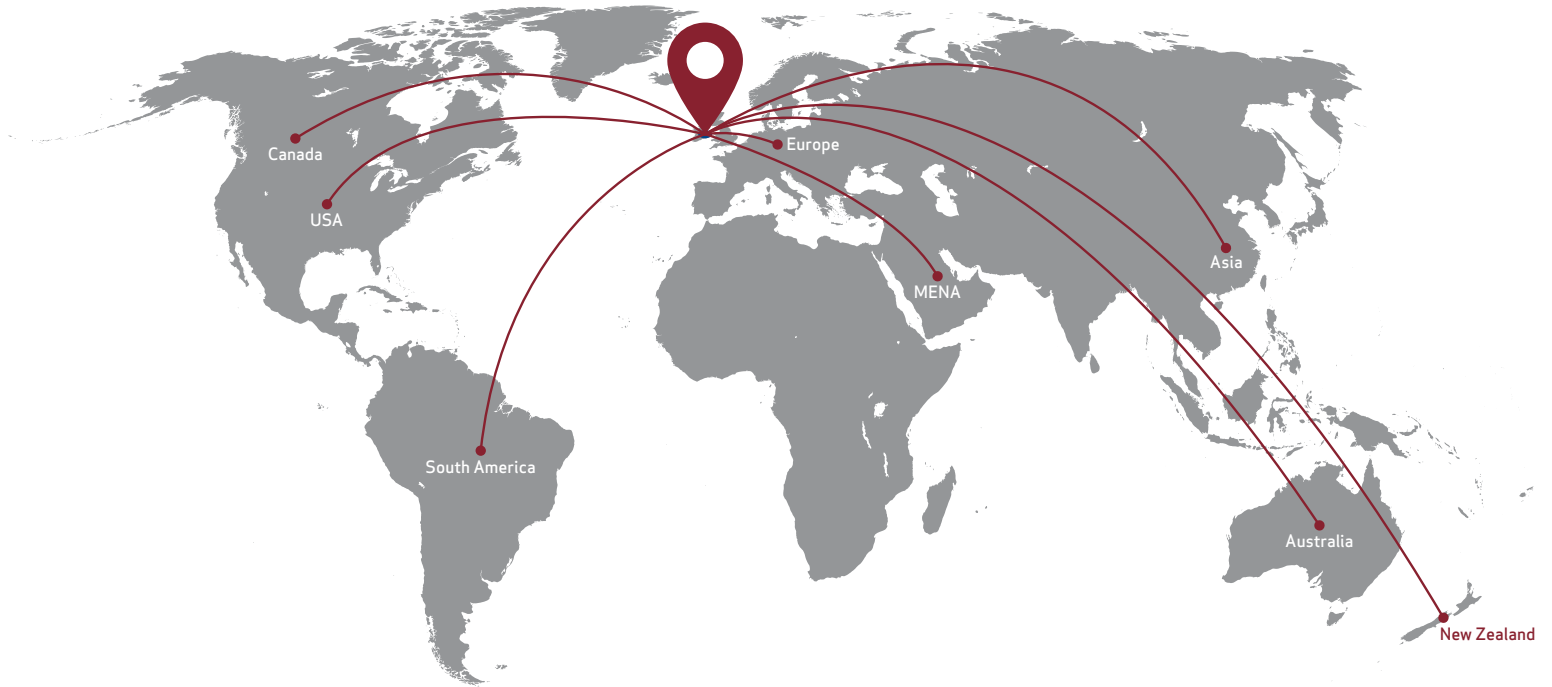 Europe
Canada
USA
Asia
MENA
South America
Australia
New Zealand